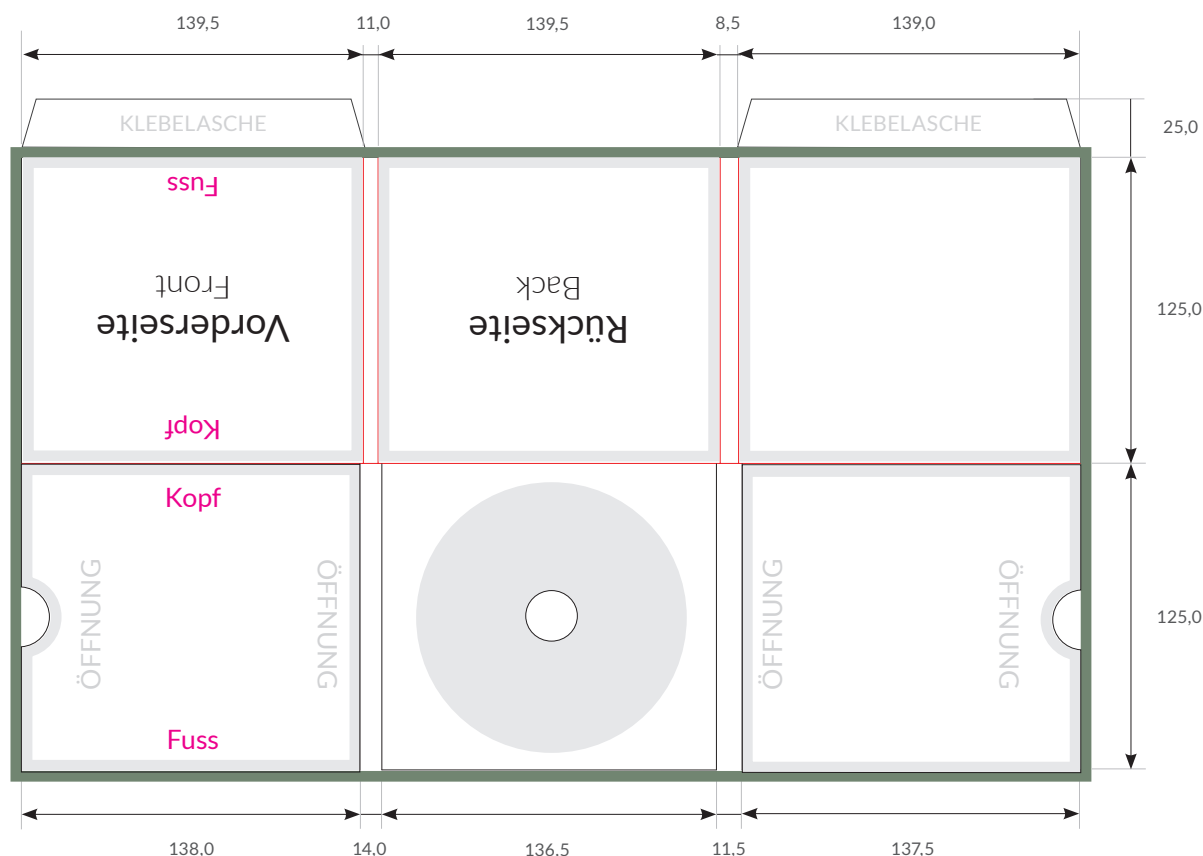 139,5
11,0
139,5
8,5
139,0
KLEBELASCHE
KLEBELASCHE
25,0
Fuss
Front
Vorderseite
Kopf
Back
Rückseite
125,0
Kopf
ÖFFNUNG
ÖFFNUNG
Fuss
ÖFFNUNG
ÖFFNUNG
125,0
138,0
14,0
136,5
11,5
137,5